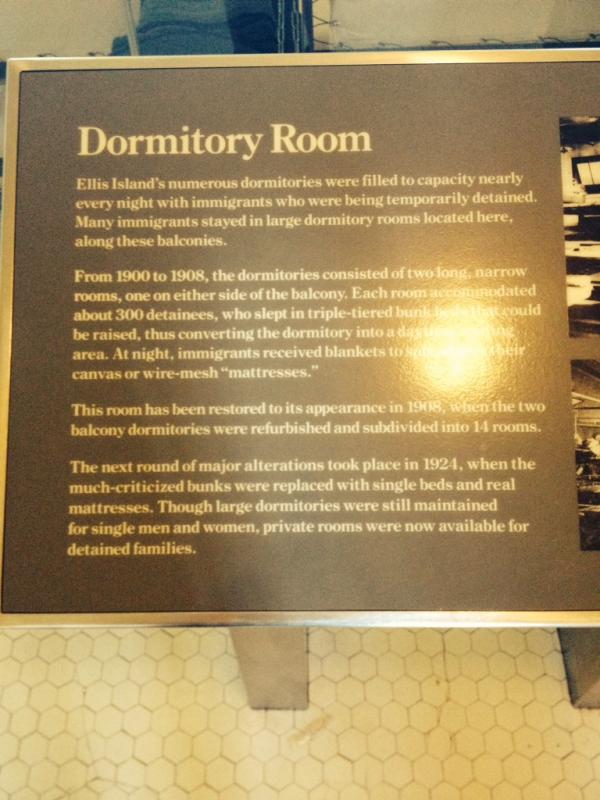 Dormitory Room
Ellis Island's numerous dormitories were filled to capacity nearly
every night with immigrants who were being temporarily detained.
Many immigrants stayed in large dormitory rooms located here,
along these balconies.
From 1900 to 1908, the dormitories consisted of two long, narrow
rooms, one on either side of the balcony. Each room accommodated
about 300 detainees, who slept in triple-tiered bunk beds that could
be raised, thus converting the dormitory into a
area. At night, immigrants received blankets to their
canvas or wire-mesh “mattresses.”
This room has been restored to its appearance in 1908, when the two
balcony dormitories were refurbished and subdivided into 14 rooms.
The next round of major alterations took place in 1924, when the
much-criticized bunks were replaced with single beds and real
mattresses. Though large dormitories were still maintained
for single men and women, private rooms were now available for
detained families.